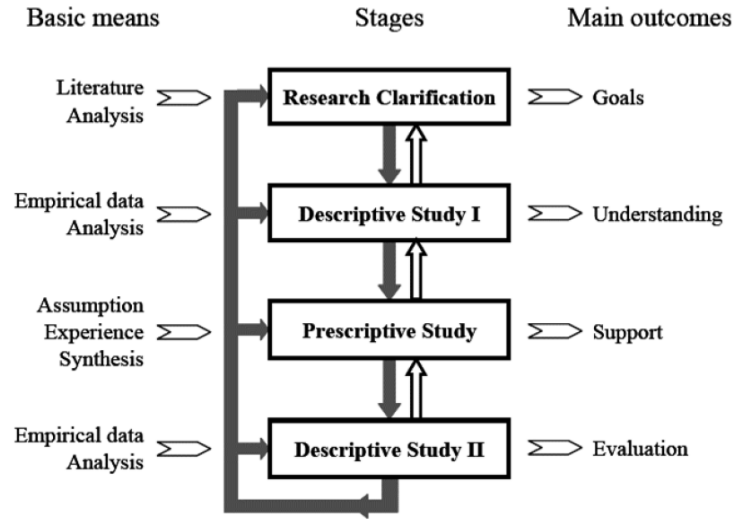 Basic means
Stages
Main outcomes
Literature
Analysis
Research Clarification
Goals
Empirical data
Analysis
Descriptive Study I
Understanding
Assumption
Experience
Synthesis
Prescriptive Study
Support
Empirical data
Analysis
Descriptive Study II
Evaluation